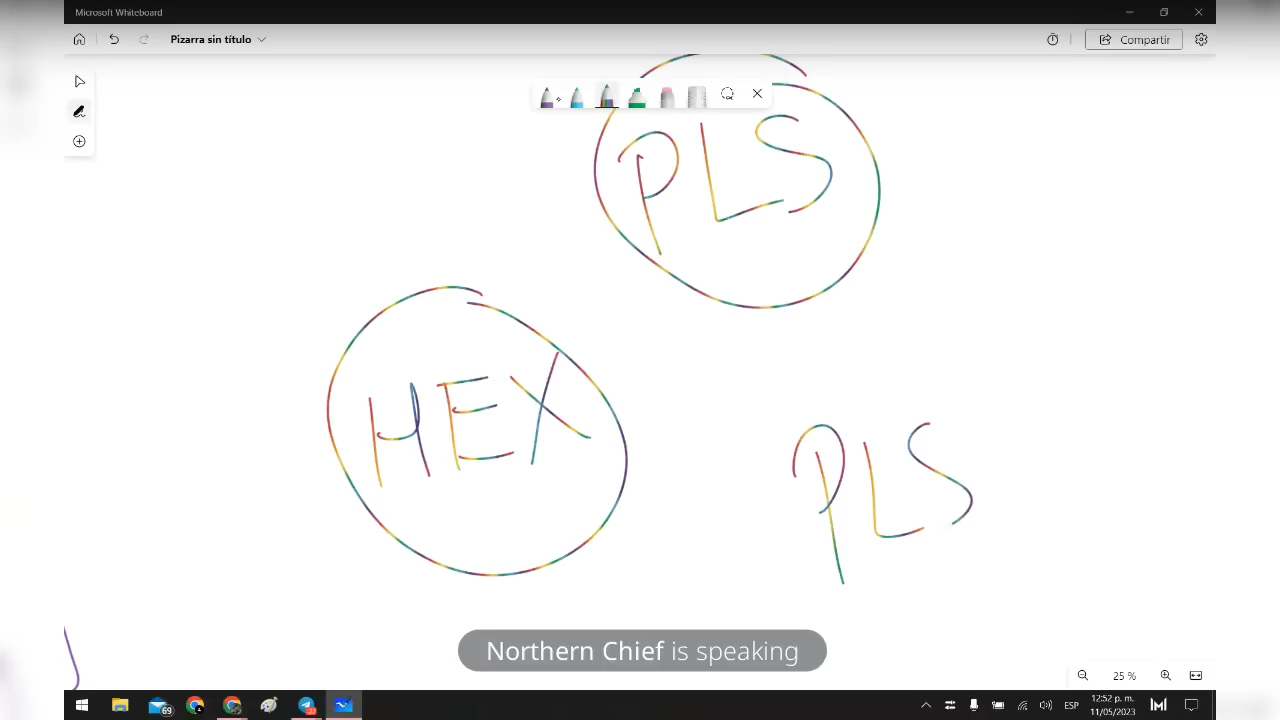 Microsoft Whiteboard
Pizarra sin título
Compartir
PLS
HEX
PLS
Northern Chief is speaking
25 %
69
ESP
12:52 p. m.
11/05/2023